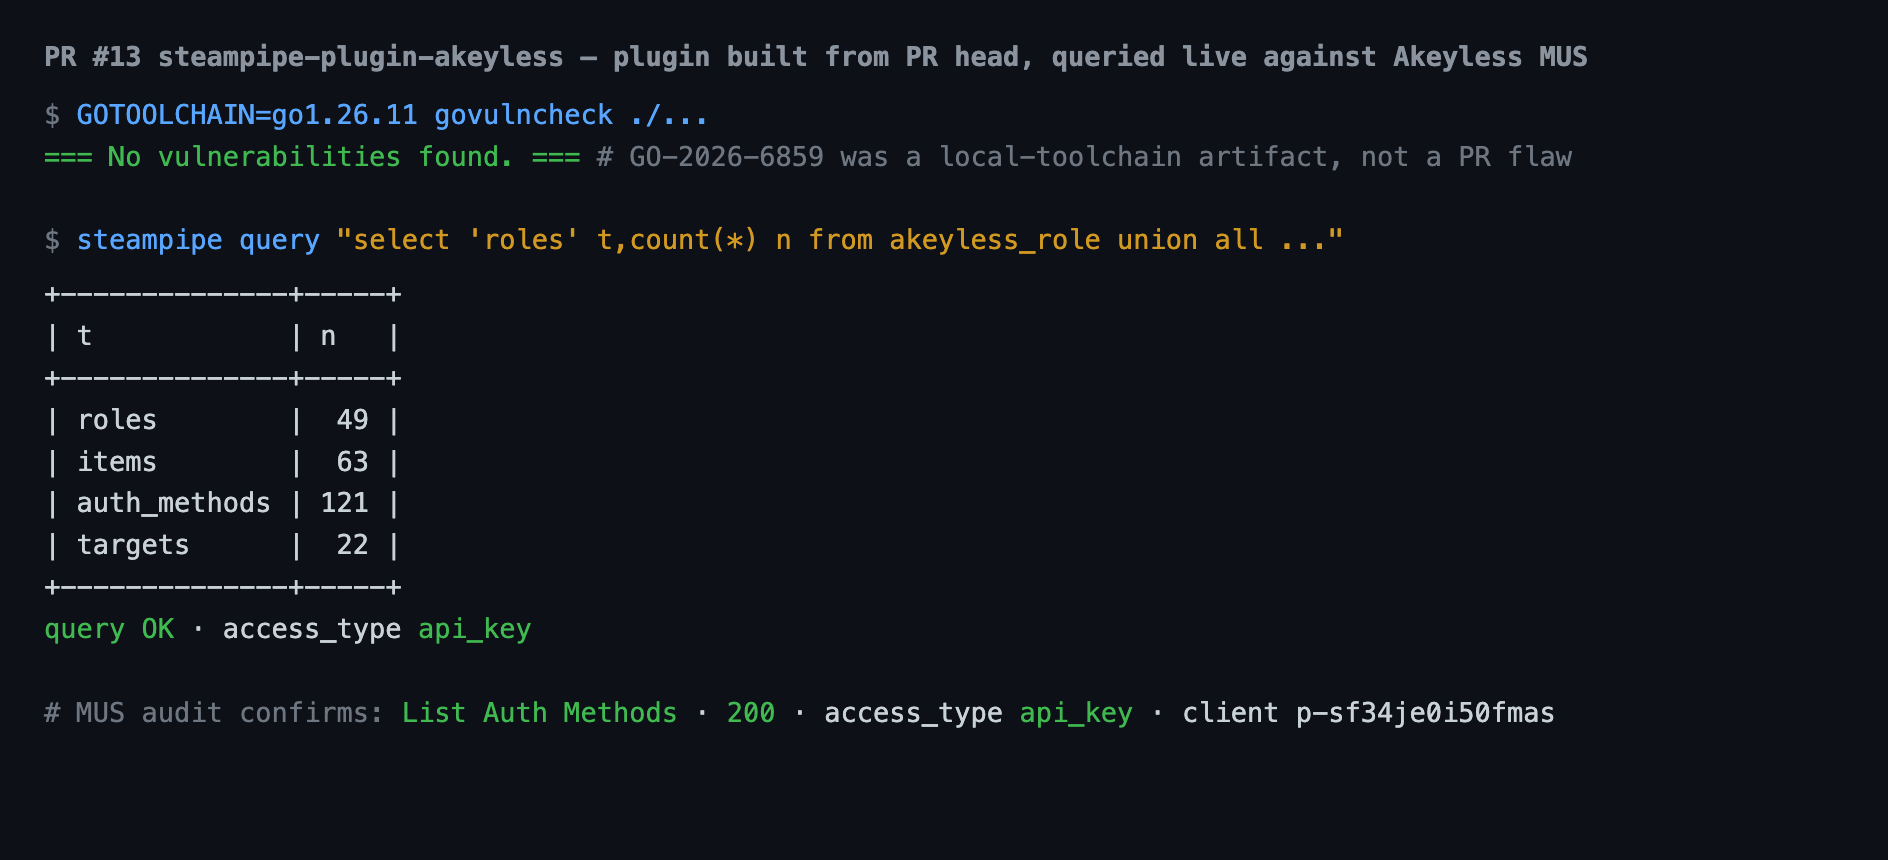 PR #13 steampipe-plugin-akeyless — plugin built from PR head, queried live against Akeyless MUS
$ GOTOOLCHAIN=go1.26.11 govulncheck ./...
=== No vulnerabilities found. === # GO-2026-6859 was a local-toolchain artifact, not a PR flaw
$ steampipe query "select 'roles' t,count(*) n from akeyless_role union all ..."
+--------------+-----+
| t            | n   |
+--------------+-----+
| roles        |  49 |
| items        |  63 |
| auth_methods | 121 |
| targets      |  22 |
+--------------+-----+
query OK · access_type api_key
# MUS audit confirms: List Auth Methods · 200 · access_type api_key · client p-sf34je0i50fmas